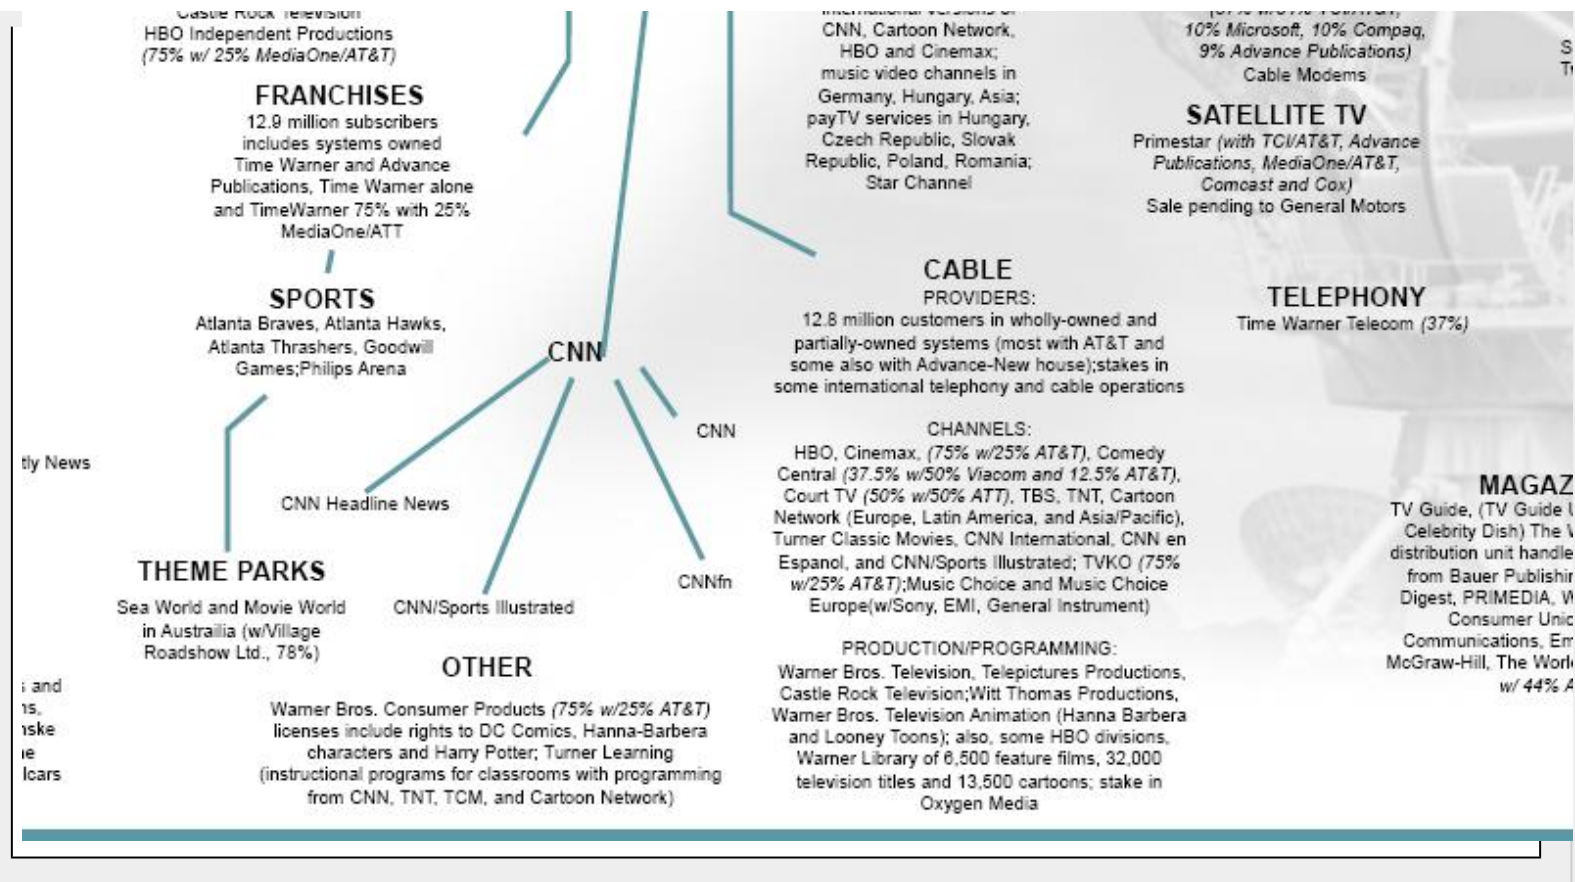 Castle Rock Television
HBO Independent Productions
(75% w/ 25% MediaOne/AT&T)
FRANCHISES
12.9 million subscribers
includes systems owned
Time Warner and Advance
Publications, Time Warner alone
and TimeWarner 75% with 25%
MediaOne/ATT
SPORTS
Atlanta Braves, Atlanta Hawks,
Atlanta Thrashers, Goodwill
Games;Philips Arena
tly News
THEME PARKS
Sea World and Movie World
in Austrailia (w/Village
Roadshow Ltd., 78%)
CNN
CNN
CNN Headline News
CNNfn
CNN/Sports Illustrated
OTHER
Warner Bros. Consumer Products (75% w/25% AT&T)
licenses include rights to DC Comics, Hanna-Barbera
characters and Harry Potter; Turner Learning
(instructional programs for classrooms with programming
from CNN, TNT, TCM, and Cartoon Network)
s and
ns,
nske
ne
lcars
international versions of
CNN, Cartoon Network,
HBO and Cinemax;
music video channels in
Germany, Hungary, Asia;
payTV services in Hungary,
Czech Republic, Slovak
Republic, Poland, Romania;
Star Channel
CABLE
PROVIDERS:
12.8 million customers in wholly-owned and
partially-owned systems (most with AT&T and
some also with Advance-New house);stakes in
some international telephony and cable operations
CHANNELS:
HBO, Cinemax, (75% w/25% AT&T), Comedy
Central (37.5% w/50% Viacom and 12.5% AT&T),
Court TV (50% w/50% ATT), TBS, TNT, Cartoon
Network (Europe, Latin America, and Asia/Pacific),
Turner Classic Movies, CNN International, CNN en
Espanol, and CNN/Sports Illustrated; TVKO (75%
w/25% AT&T);Music Choice and Music Choice
Europe(w/Sony, EMI, General Instrument)
PRODUCTION/PROGRAMMING:
Warner Bros. Television, Telepictures Productions,
Castle Rock Television;Witt Thomas Productions,
Warner Bros. Television Animation (Hanna Barbera
and Looney Toons); also, some HBO divisions,
Warner Library of 6,500 feature films, 32,000
television titles and 13,500 cartoons; stake in
Oxygen Media
10% Microsoft, 10% Compaq,
9% Advance Publications)
Cable Modems
SATELLITE TV
Primestar (with TCI/AT&T, Advance
Publications, MediaOne/AT&T,
Comcast and Cox)
Sale pending to General Motors
TELEPHONY
Time Warner Telecom (37%)
MAGAZ
TV Guide, (TV Guide
Celebrity Dish) The
distribution unit handle
from Bauer Publishin
Digest, PRIMEDIA,
Consumer Unic
Communications, Em
McGraw-Hill, The Worl
w/ 44% A